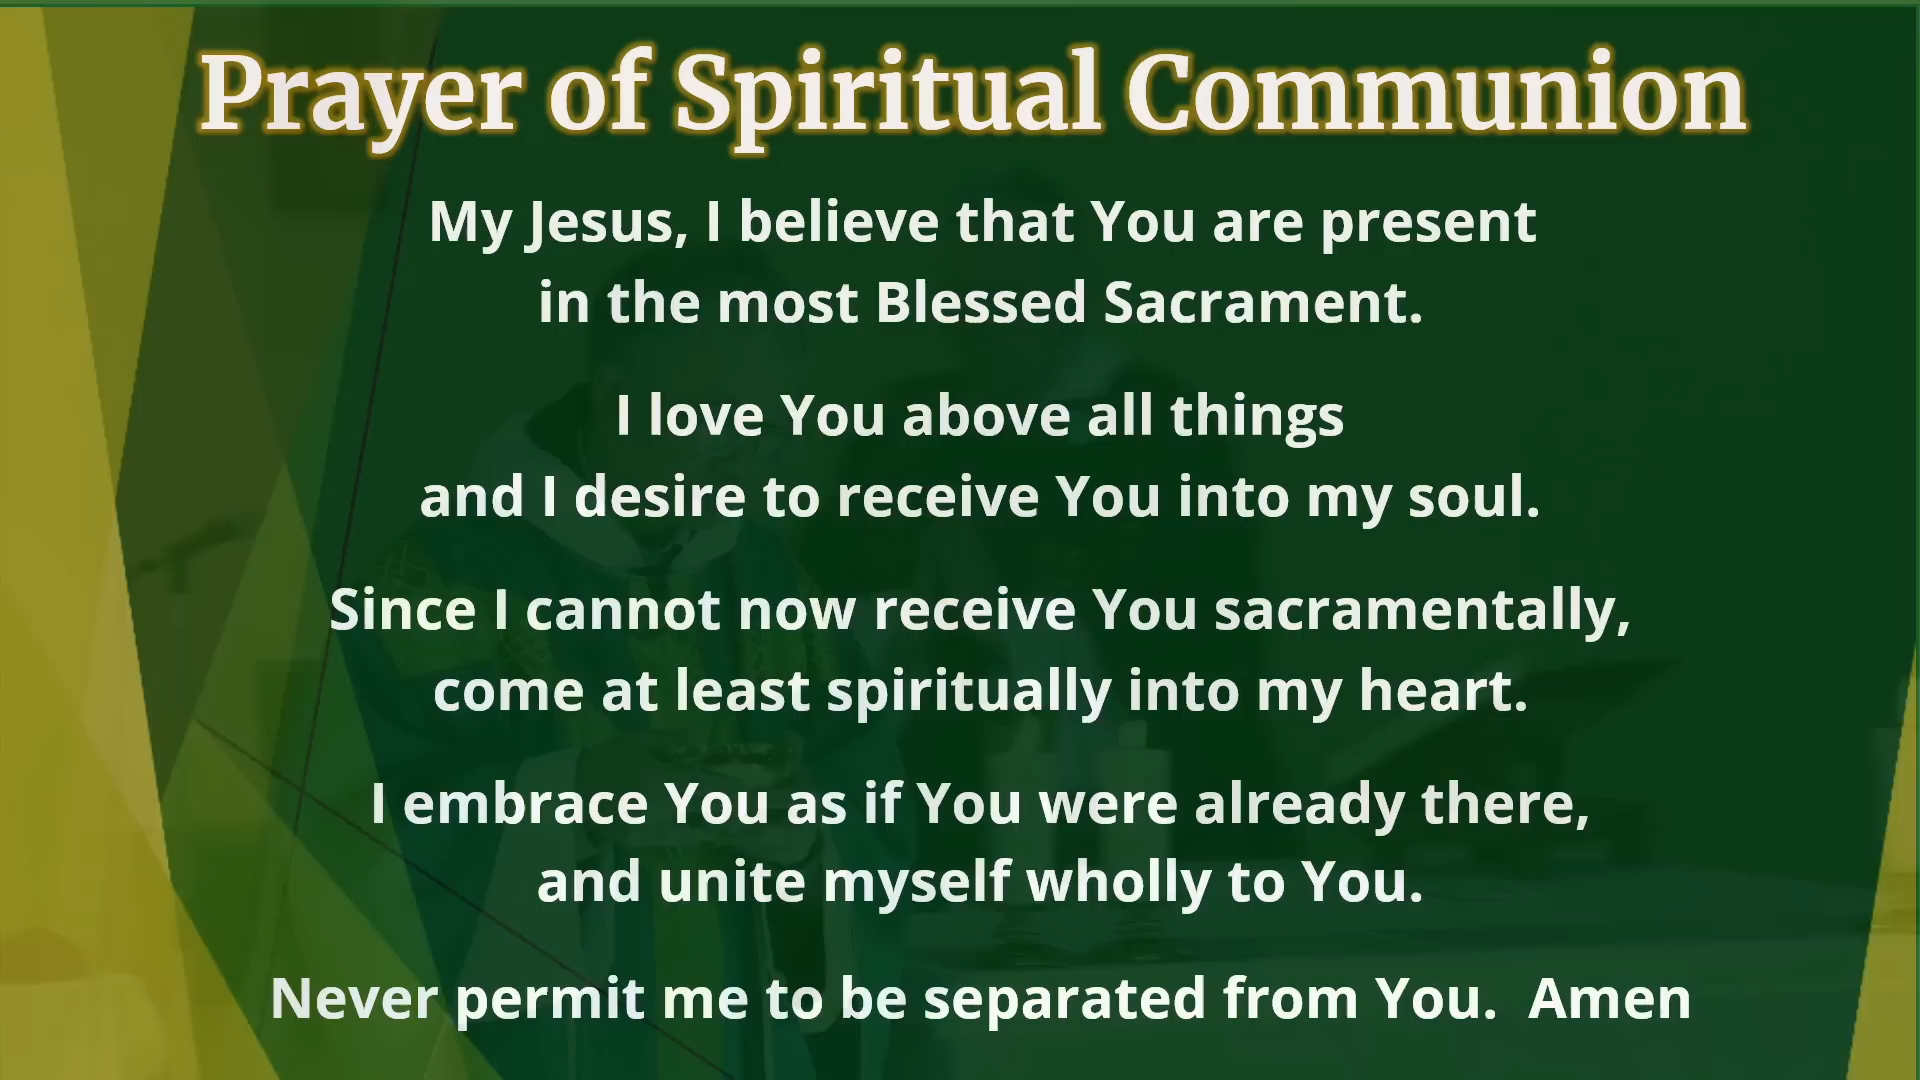 Prayer of Spiritual Communion
My Jesus, I believe that You are present
in the most Blessed Sacrament.
I love You above all things
and I desire to receive You into my soul.
Since I cannot now receive You sacramentally,
come at least spiritually into my heart.
I embrace You as if You were already there,
and unite myself wholly to You.
Never permit me to be separated from You.  Amen